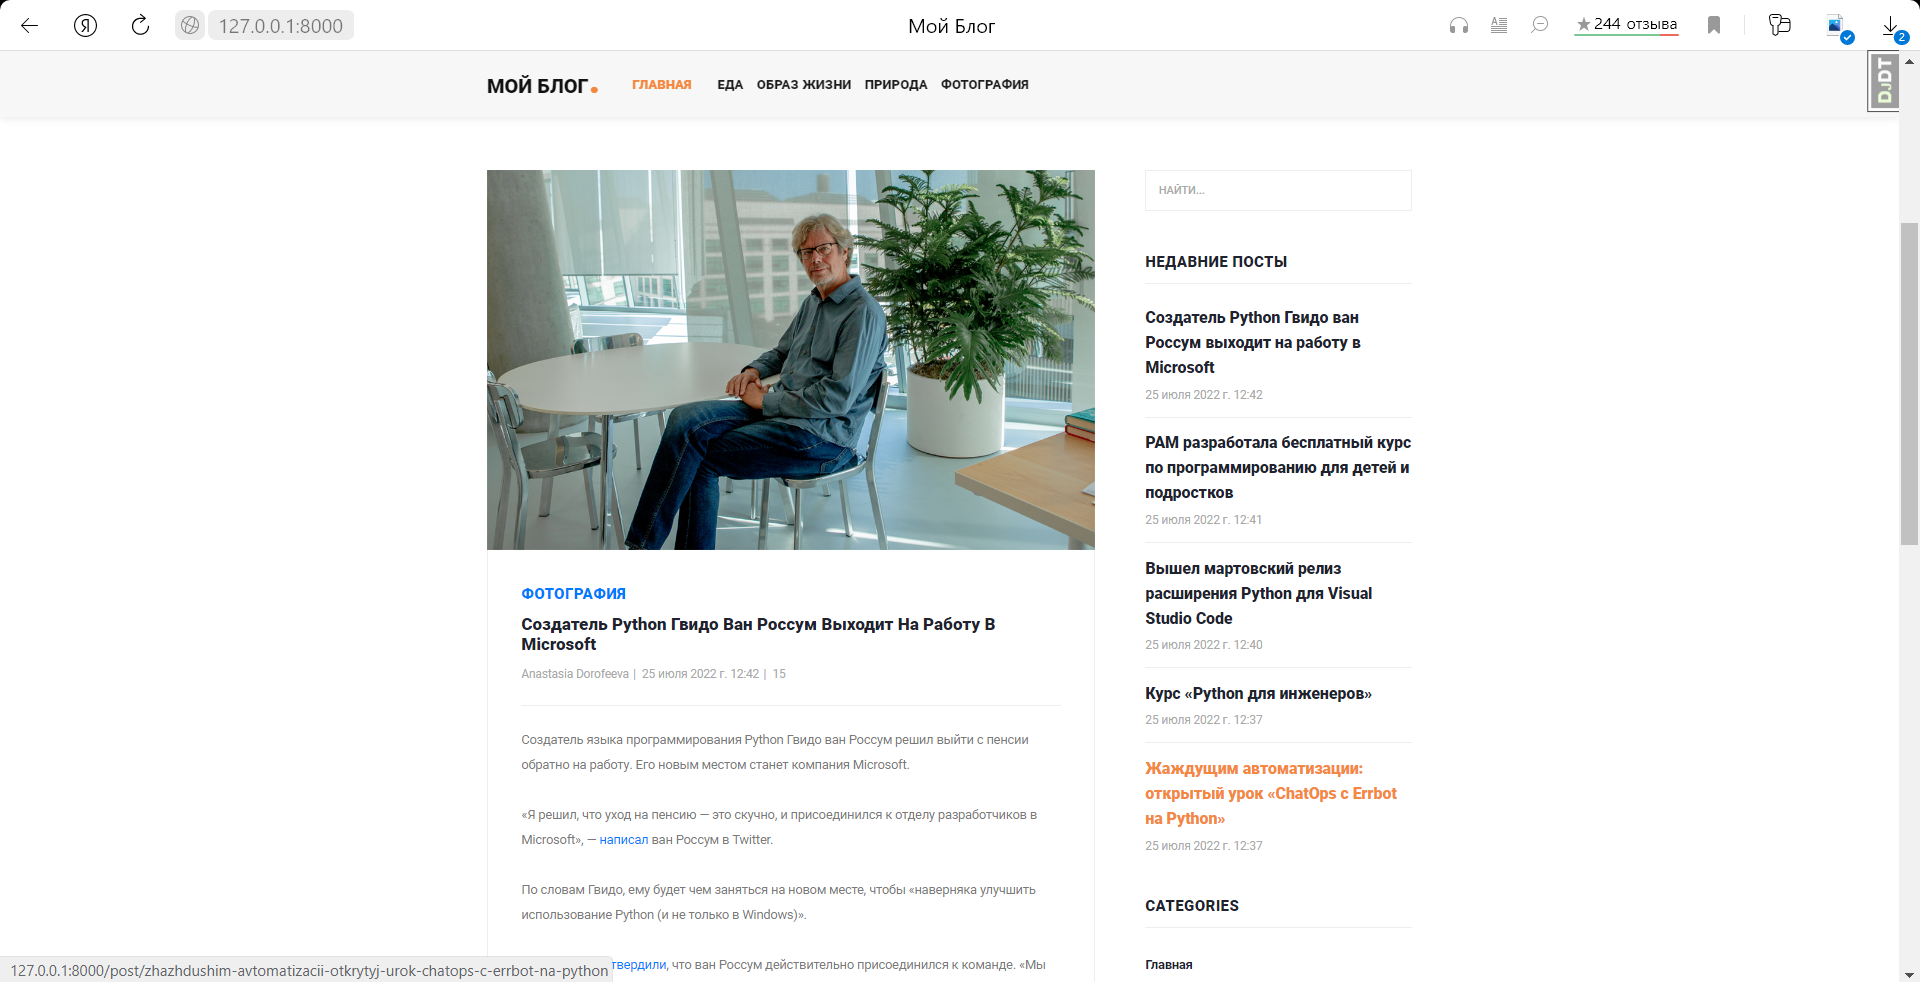 127.0.0.1:8000
Мой Блог
244 отзыва
2
МОЙ БЛОГ.
ГЛАВНАЯ
ЕДА
ОБРАЗ ЖИЗНИ
ПРИРОДА
ФОТОГРАФИЯ
DJDT
ФОТОГРАФИЯ
Создатель Python Гвидо Ван Россум Выходит На Работу В
Microsoft
Anastasia Dorofeeva | 25 июля 2022 г. 12:42 | 15
Создатель языка программирования Python Гвидо ван Россум решил выйти с пенсии
обратно на работу. Его новым местом станет компания Microsoft.
«Я решил, что уход на пенсию — это скучно, и присоединился к отделу разработчиков в
Microsoft», — написал ван Россум в Twitter.
По словам Гвидо, ему будет чем заняться на новом месте, чтобы «наверняка улучшить
использование Python (и не только в Windows)».
твердили, что ван Россум действительно присоединился к команде. «Мы
127.0.0.1:8000/post/zhazhdushim-avtomatizacii-otkrytyj-urok-chatops-c-errbot-na-python
НАЙТИ...
НЕДАВНИЕ ПОСТЫ
Создатель Python Гвидо ван
Россум выходит на работу в
Microsoft
25 июля 2022 г. 12:42
РАМ разработала бесплатный курс
по программированию для детей и
подростков
25 июля 2022 г. 12:41
Вышел мартовский релиз
расширения Python для Visual
Studio Code
25 июля 2022 г. 12:40
Курс «Python для инженеров»
25 июля 2022 г. 12:37
Жаждущим автоматизации:
открытый урок «ChatOps с Errbot
на Python»
25 июля 2022 г. 12:37
CATEGORIES
Главная